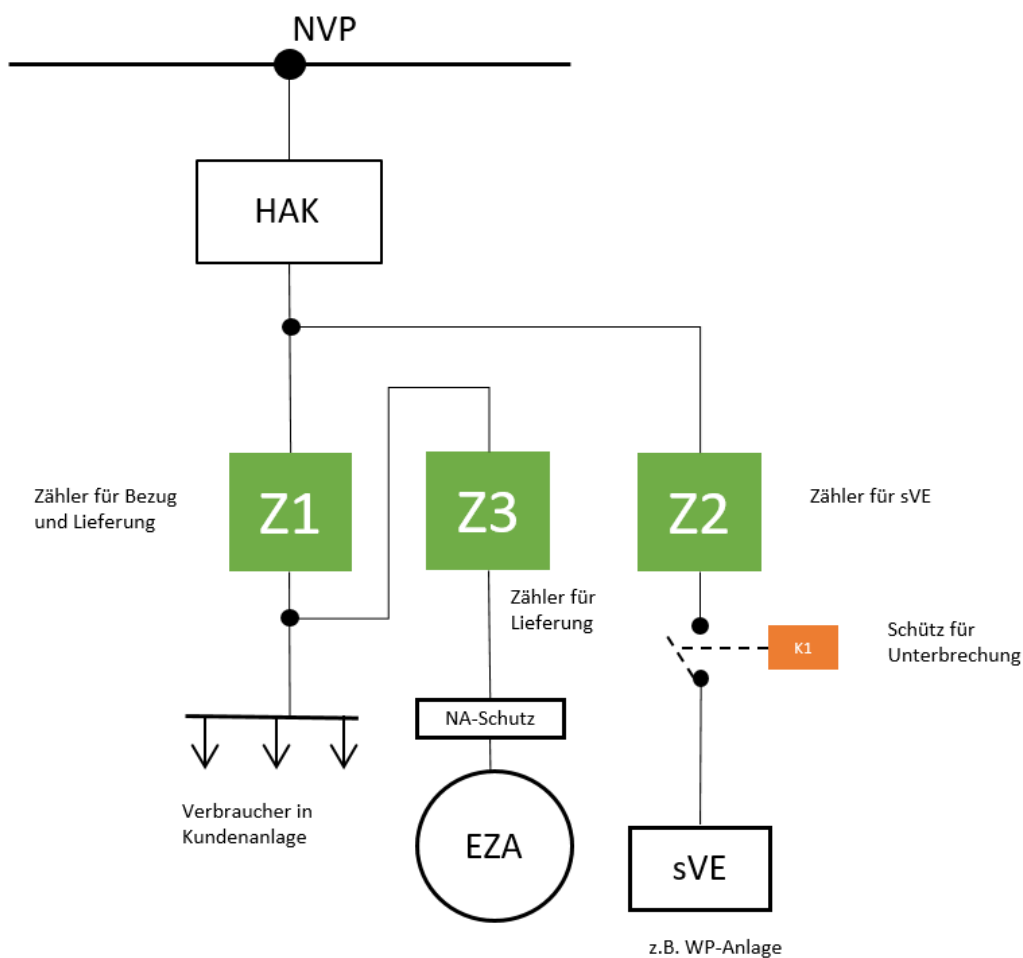 NVP
HAK
Zähler für Bezug
und Lieferung
Z1
Z3
Z2
Zähler für sVE
Zähler für
Lieferung
K1
Schütz für
Unterbrechung
NA-Schutz
Verbraucher in
Kundenanlage
EZA
sVE
z.B. WP-Anlage